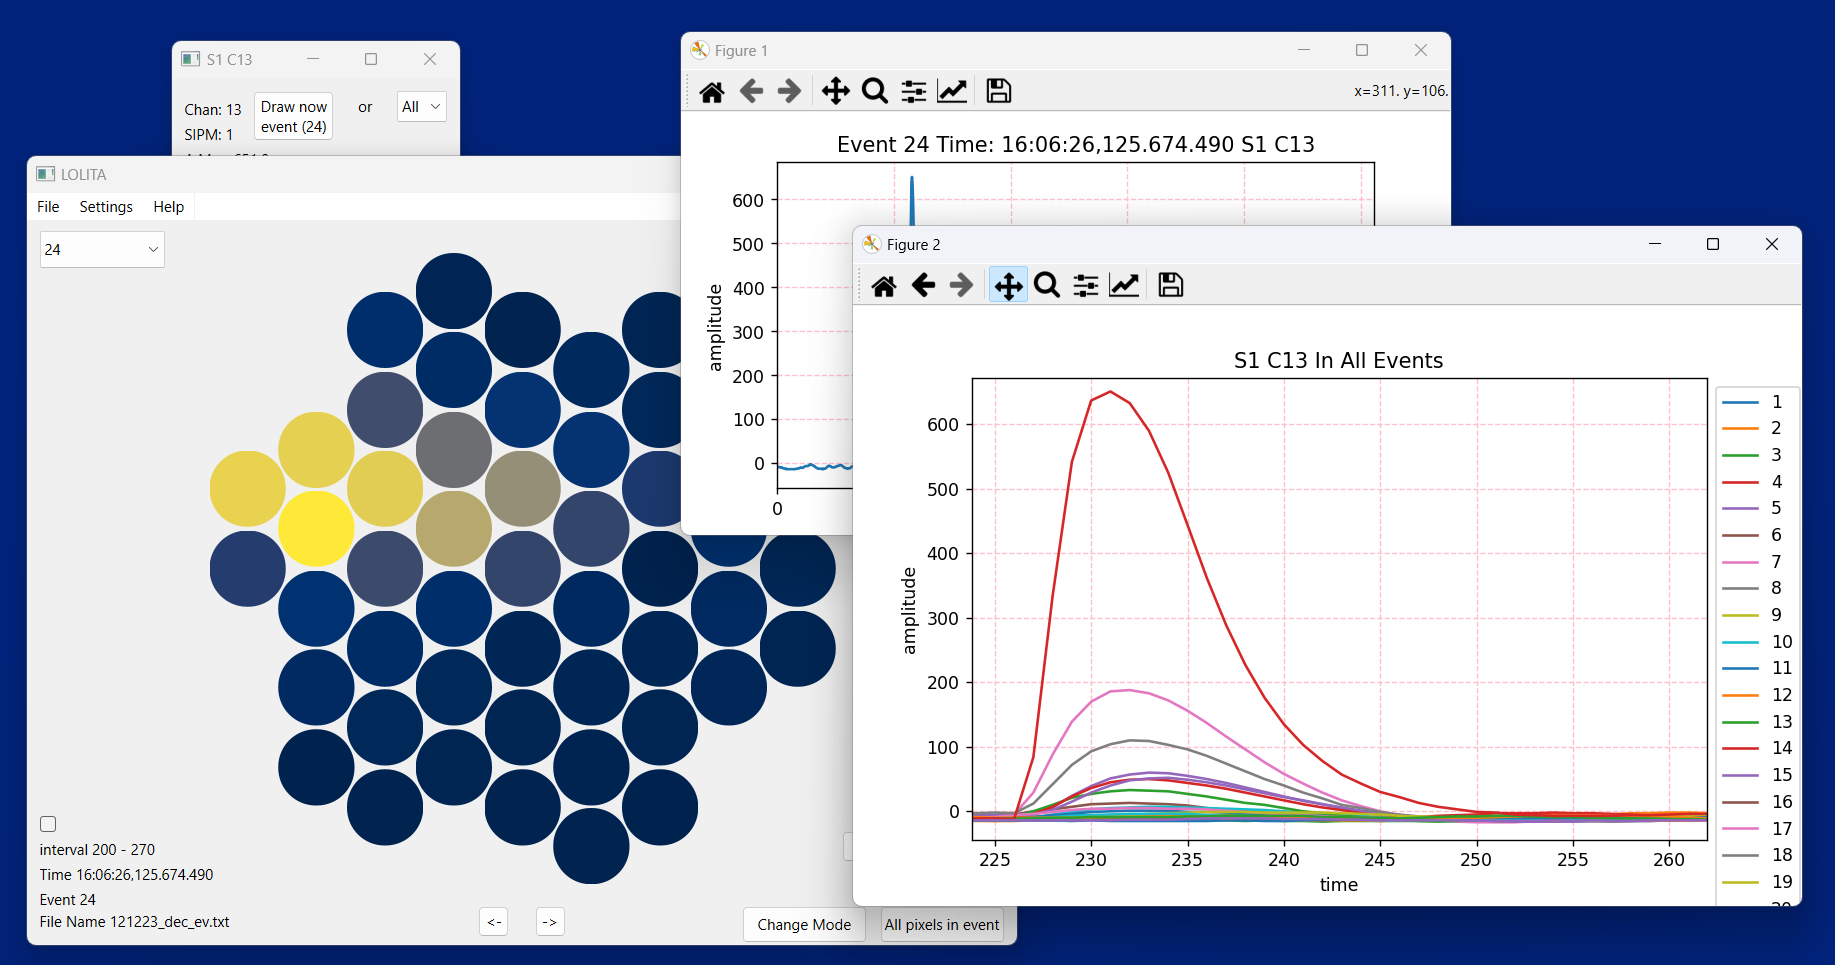 S1 C13
Chan: 13
SIPM: 1
Draw now
event (24)
or
All
LOLITA
File Settings Help
24
interval 200 - 270
Time 16:06:26,125.674.490
Event 24
File Name 121223_dec_ev.txt
<-
->
Change Mode
All pixels in event
Figure 1
x=311. y=106.
Event 24 Time: 16:06:26,125.674.490 S1 C13
amplitude
600
500
400
300
200
100
0
0
Figure 2
S1 C13 In All Events
amplitude
600
500
400
300
200
100
0
225 230 235 240 245 250 255 260
time
1
2
3
4
5
6
7
8
9
10
11
12
13
14
15
16
17
18
19